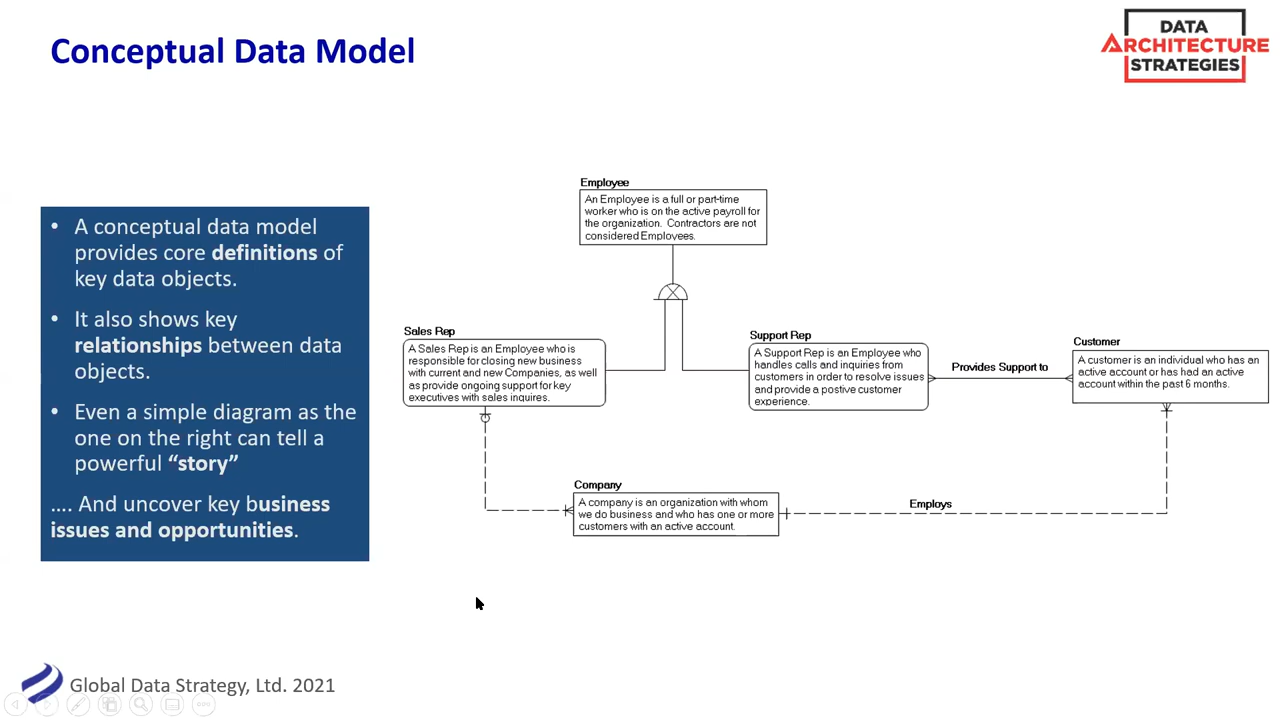 Conceptual Data Model
DATA
ARCHITECTURE
STRATEGIES
• A conceptual data model
provides core definitions of
key data objects.
• It also shows key
relationships between data
objects.
• Even a simple diagram as the
one on the right can tell a
powerful “story”
…. And uncover key business
issues and opportunities.
Employee
An Employee is a full or part-time
worker who is on the active payroll for
the organization. Contractors are not
considered Employees.
Sales Rep
A Sales Rep is an Employee who is
responsible for closing new business
with current and new Companies, as well
as provide ongoing support for key
executives with sales inquires.
Support Rep
A Support Rep is an Employee who
handles calls and inquiries from
customers in order to resolve issues
and provide a postive customer
experience.
Provides Support to
Customer
A customer is an individual who has an
active account or has had an active
account within the past 6 months.
Company
A company is an organization with whom
we do business and who has one or more
customers with an active account.
Employs
Global Data Strategy, Ltd. 2021